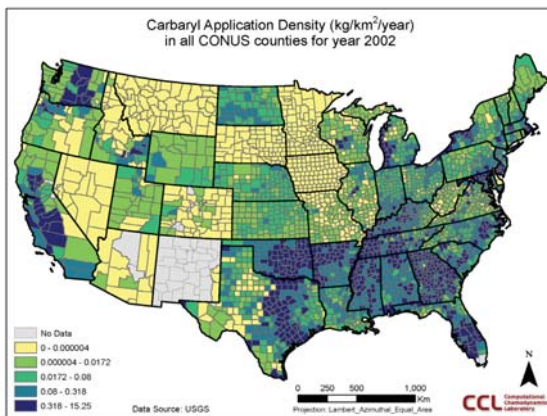 Carbaryl Application Density (kg/km²/year)
in all CONUS counties for year 2002
No Data
0 - 0.000004
0.000004 - 0.0172
0.0172 - 0.08
0.08 - 0.318
0.318 - 15.25
Data Source: USGS
N
0 250 500 1,000
Km
Projection: Lambert_Azimuthal_Equal_Area
CCL Computational
Chemodynamics
Laboratory